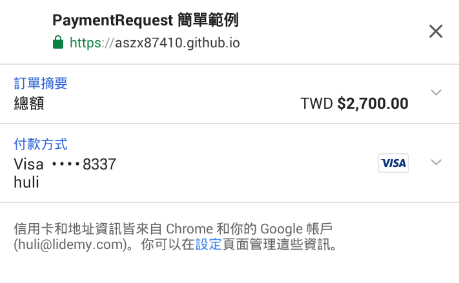 PaymentRequest 簡單範例
https://aszx87410.github.io
訂單摘要
總額 TWD $2,700.00
付款方式
Visa ••••8337 VISA
huli
信用卡和地址資訊皆來自 Chrome 和你的 Google 帳戶
(huli@lidemy.com)。你可以在設定頁面管理這些資訊。